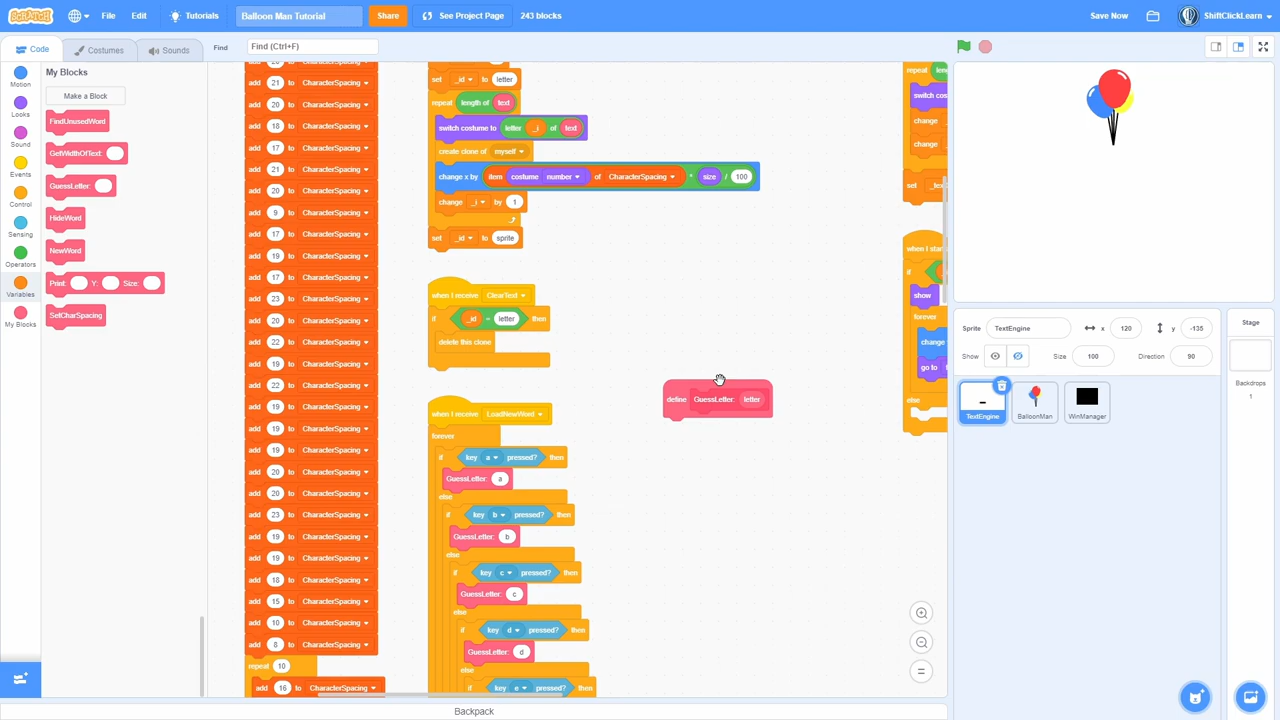 SCRATCH File Edit Tutorials Balloon Man Tutorial Share See Project Page 243 blocks Save Now ShiftClickLearn
Code Costumes Sounds Find Find (Ctrl+F)
Motion
Looks
Sound
Events
Control
Sensing
Operators
Variables
My Blocks
My Blocks
Make a Block
FindUnusedWord
GetWidthOfText:
GuessLetter:
HideWord
NewWord
Print: Y: Size:
SetCharSpacing
add 21 to CharacterSpacing
add 20 to CharacterSpacing
add 18 to CharacterSpacing
add 17 to CharacterSpacing
add 21 to CharacterSpacing
add 20 to CharacterSpacing
add 9 to CharacterSpacing
add 17 to CharacterSpacing
add 19 to CharacterSpacing
add 17 to CharacterSpacing
add 23 to CharacterSpacing
add 20 to CharacterSpacing
add 22 to CharacterSpacing
add 19 to CharacterSpacing
add 22 to CharacterSpacing
add 19 to CharacterSpacing
add 19 to CharacterSpacing
add 19 to CharacterSpacing
add 20 to CharacterSpacing
add 20 to CharacterSpacing
add 23 to CharacterSpacing
add 19 to CharacterSpacing
add 19 to CharacterSpacing
add 18 to CharacterSpacing
add 15 to CharacterSpacing
add 10 to CharacterSpacing
add 8 to CharacterSpacing
repeat 10
add 16 to CharacterSpacing
set _id to letter
repeat length of text
switch costume to letter _i of text
create clone of myself
change x by item costume number of CharacterSpacing * size / 100
change _i by 1
set _id to sprite
when I receive ClearText
if _id = letter then
delete this clone
when I receive LoadNewWord
forever
if key a pressed? then
GuessLetter: a
else
if key b pressed? then
GuessLetter: b
else
if key c pressed? then
GuessLetter: c
else
if key d pressed? then
GuessLetter: d
else
if key e pressed? then
define GuessLetter: letter
repeat
switch cos
change
change
set
when I star
if
show
forever
change
go to
else
Sprite TextEngine x 120 y -135
Show Size 100 Direction 90
TextEngine BalloonMan WinManager
Stage
Backdrops
1
Backpack